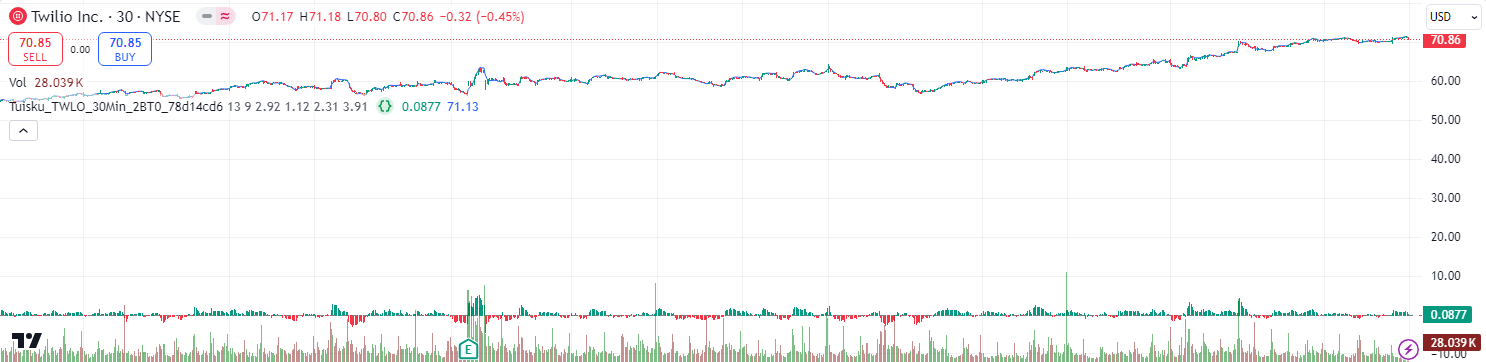 Twilio Inc. · 30 · NYSE O71.17 H71.18 L70.80 C70.86 −0.32 (−0.45%) USD
70.85 SELL 0.00 70.85 BUY
70.86
Vol 28.039 K
60.00
Tuisku_TWLO_30Min_2BT0_78d14cd6 13 9 2.92 1.12 2.31 3.91 {} 0.0877 71.13
50.00
40.00
30.00
20.00
10.00
0.0877
28.039 K
E
−10.00